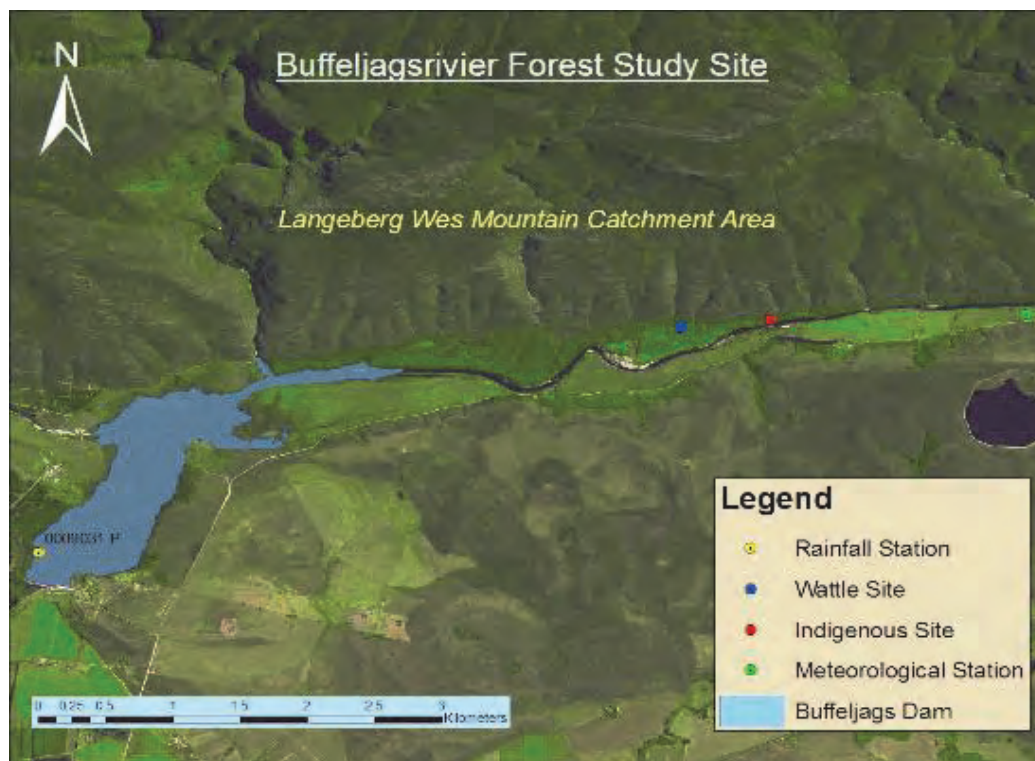 N
Buffeljagsrivier Forest Study Site
Langeberg Wes Mountain Catchment Area
Legend
Rainfall Station
Wattle Site
Indigenous Site
Meteorological Station
Buffeljags Dam
0 0.25 0.5 1 1.5 2 2.5 3
Kilometers